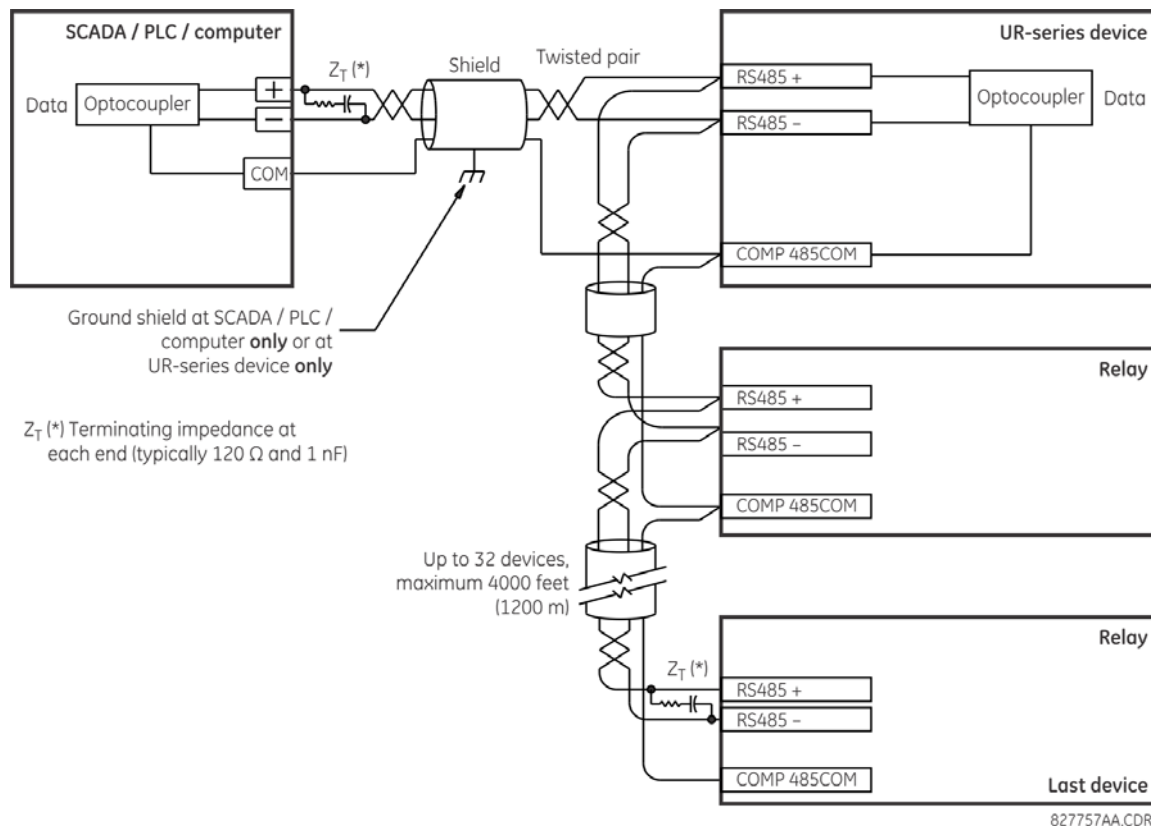 SCADA / PLC / computer
Data
Optocoupler
+
−
COM
Z_T (*)
Shield
Twisted pair
UR-series device
RS485 +
RS485 −
Optocoupler
Data
COMP 485COM
Ground shield at SCADA / PLC /
computer only or at
UR-series device only
Z_T (*) Terminating impedance at
each end (typically 120 Ω and 1 nF)
Relay
RS485 +
RS485 −
COMP 485COM
Up to 32 devices,
maximum 4000 feet
(1200 m)
Relay
Z_T (*)
RS485 +
RS485 −
COMP 485COM
Last device
827757AA.CDR